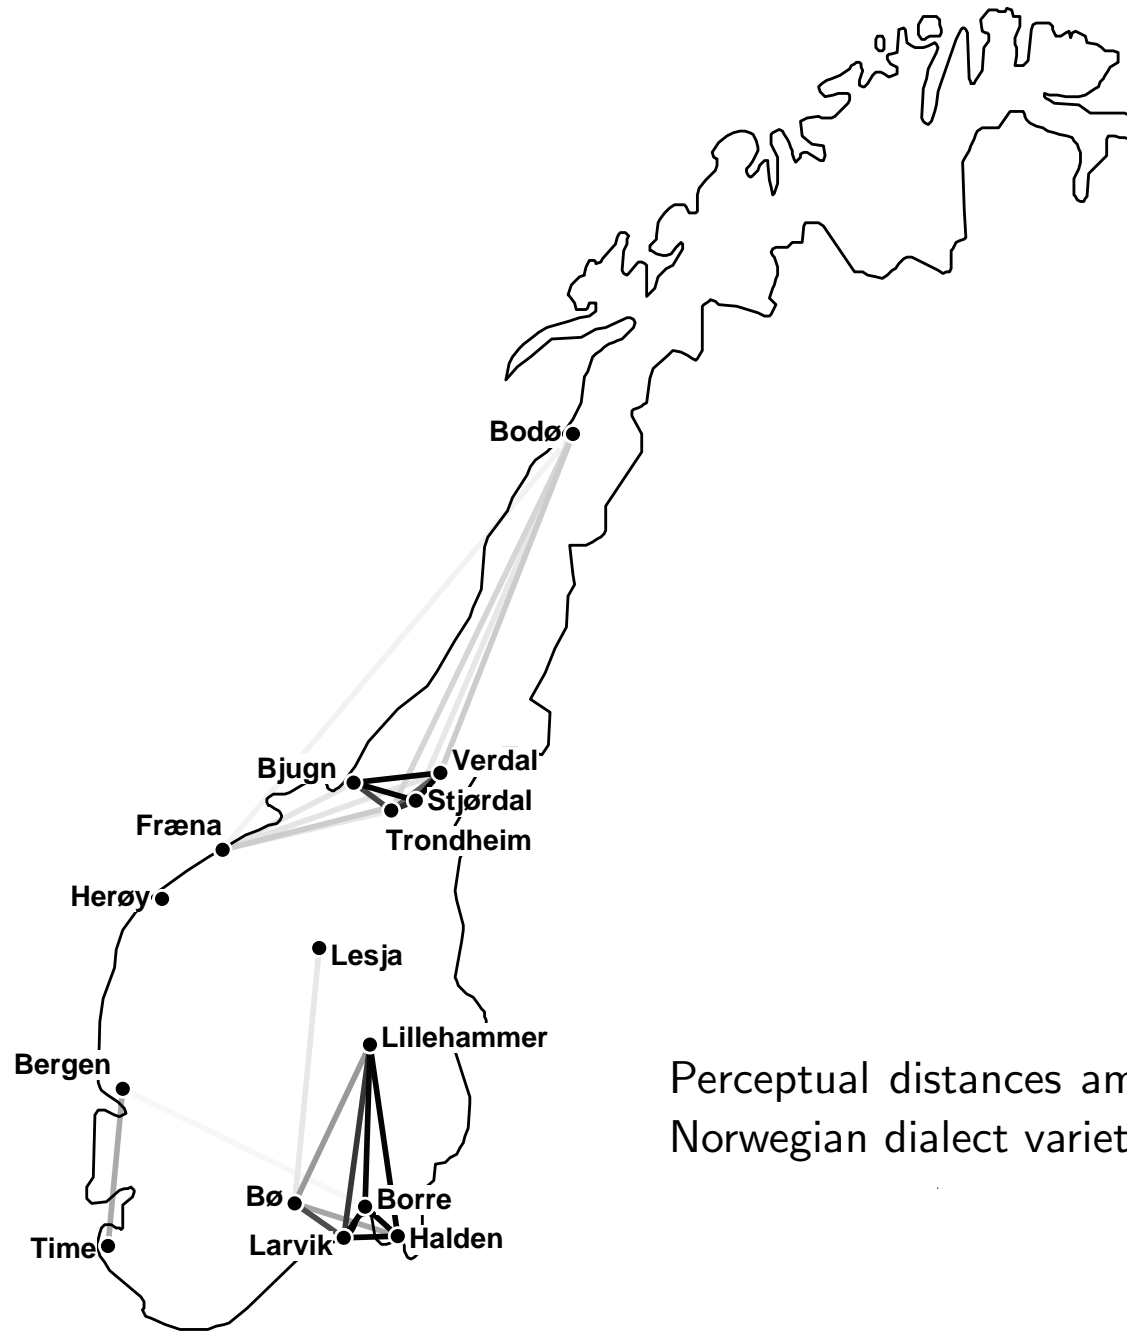 Bodø
Verdal
Bjugn
Stjørdal
Fræna
Trondheim
Herøy
Lesja
Lillehammer
Bergen
Perceptual distances am
Norwegian dialect variet
Bø
Borre
Time
Larvik
Halden